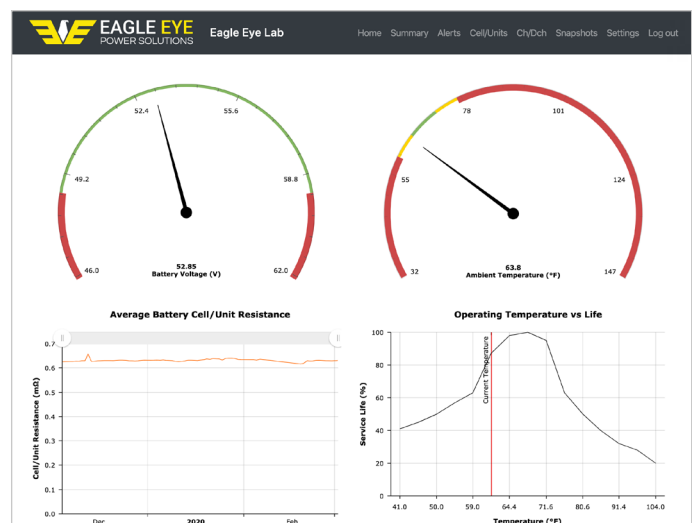 EAGLE EYE
POWER SOLUTIONS
Eagle Eye Lab
Home Summary Alerts Cell/Units Ch/Dch Snapshots Settings Log out
52.4 55.6
49.2 58.8
46.0 62.0
52.85
Battery Voltage (V)
78 101
55 124
32 147
63.8
Ambient Temperature (°F)
Average Battery Cell/Unit Resistance
Cell/Unit Resistance (mΩ)
0.7
0.6
0.5
0.4
0.3
0.2
0.1
0.0
Dec 2020 Feb
Operating Temperature vs Life
Service Life (%)
100
80
60
40
20
0
Current Temperature
41.0 50.0 59.0 64.4 71.6 80.6 91.4 104.0
Temperature (°F)